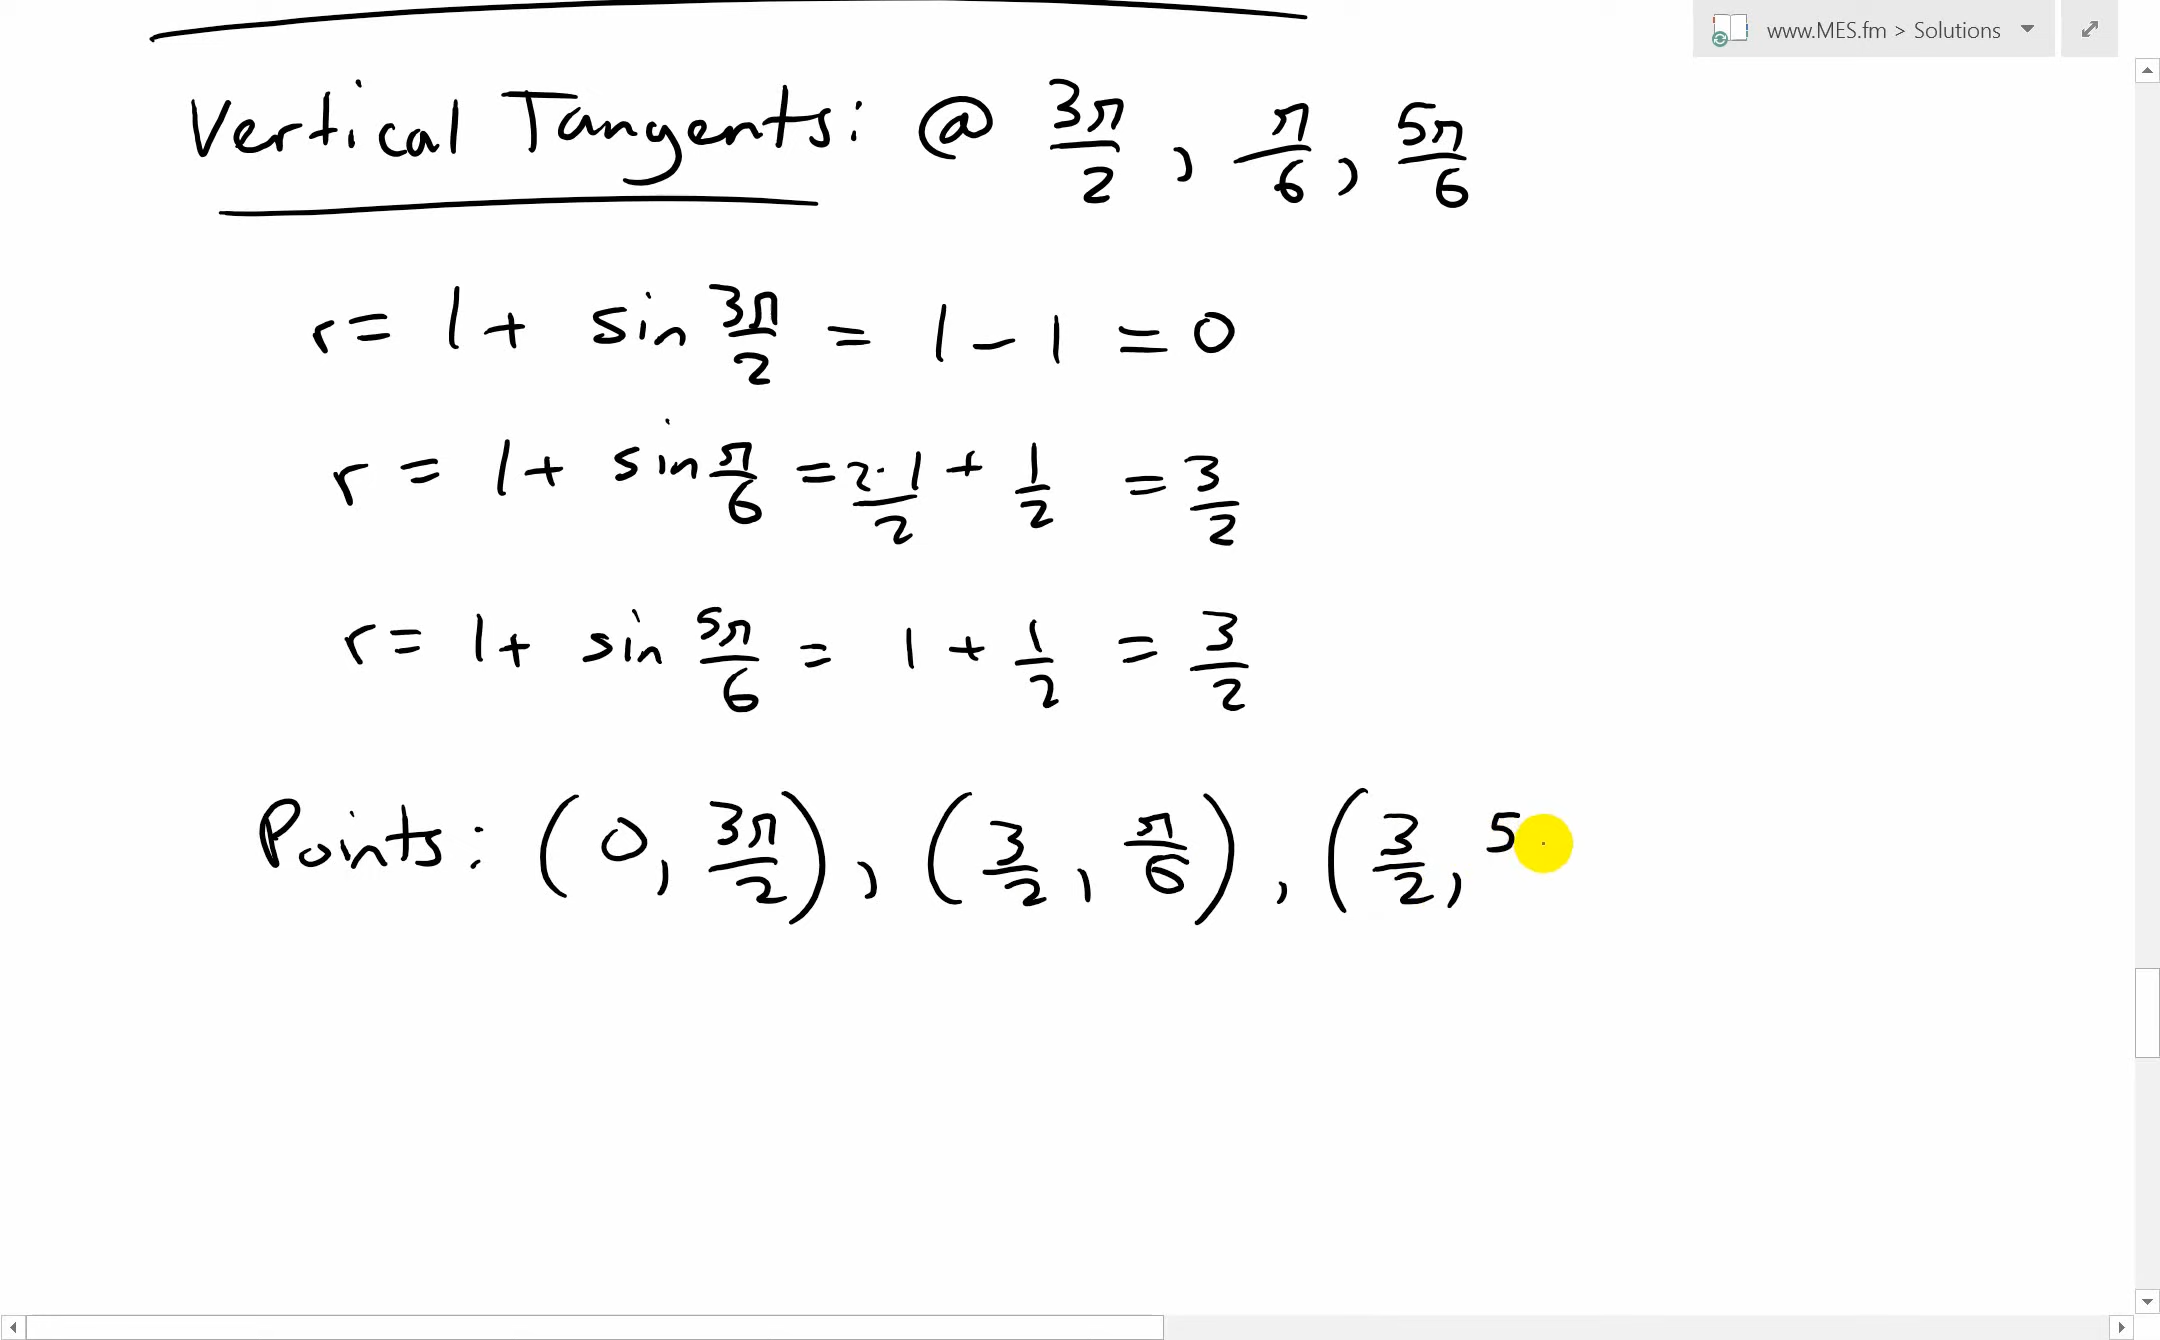 www.MES.fm > Solutions
Vertical Tangents: @ 3π/2, π/6, 5π/6
r = 1 + sin 3π/2 = 1 - 1 = 0
r = 1 + sin π/6 = 2·1/2 + 1/2 = 3/2
r = 1 + sin 5π/6 = 1 + 1/2 = 3/2
Points: (0, 3π/2), (3/2, π/6), (3/2, 5